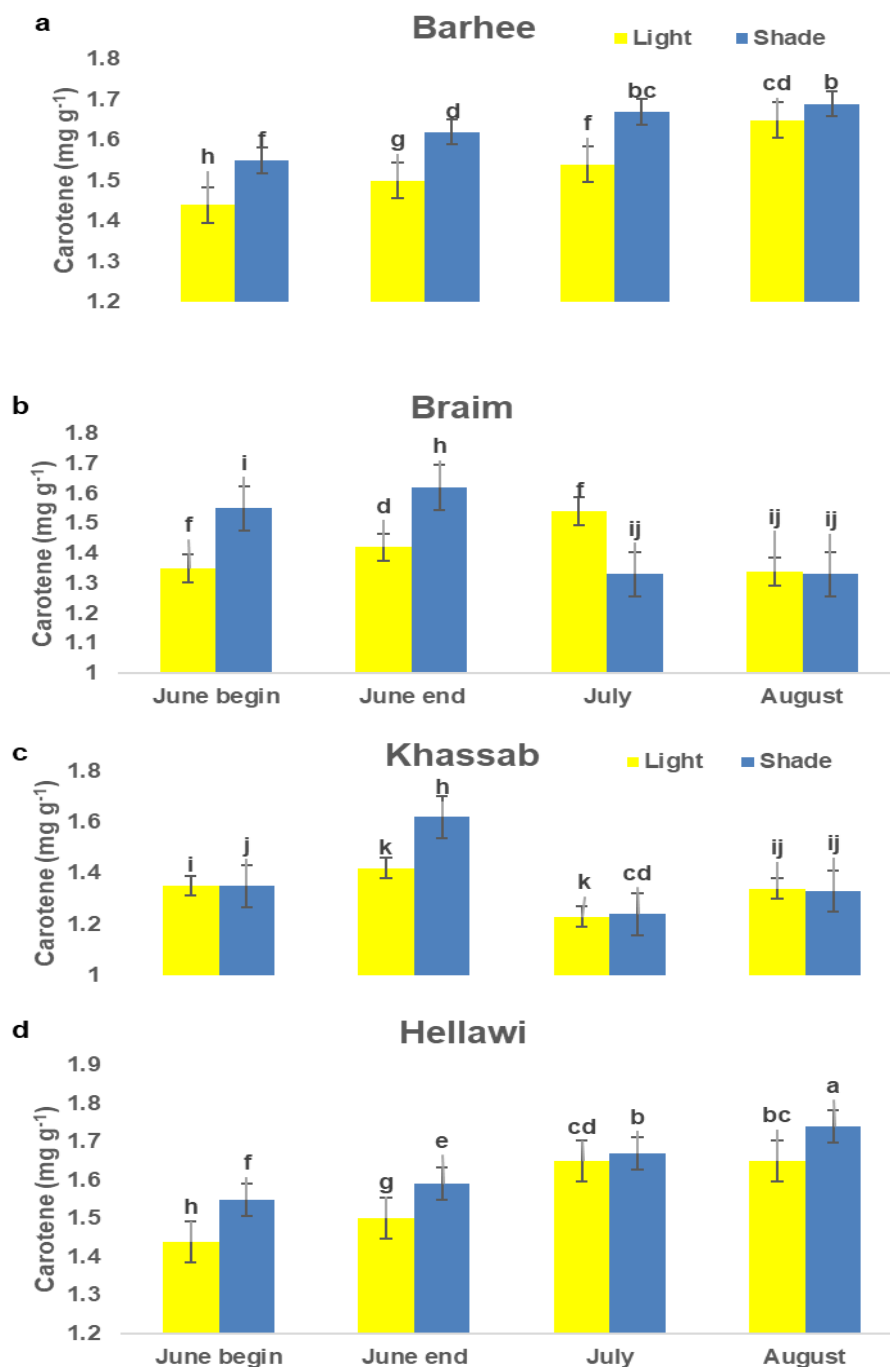 a
Barhee
Light Shade
Carotene (mg g⁻¹)
1.8
1.7
1.6
1.5
1.4
1.3
1.2
h f g d f bc cd b
b
Braim
Carotene (mg g⁻¹)
1.8
1.7
1.6
1.5
1.4
1.3
1.2
1.1
1
f i d h f ij ij ij
June begin June end July August
c
Khassab
Light Shade
Carotene (mg g⁻¹)
1.8
1.6
1.4
1.2
1
i j k h k cd ij ij
d
Hellawi
Carotene (mg g⁻¹)
1.9
1.8
1.7
1.6
1.5
1.4
1.3
1.2
h f g e cd b bc a
June begin June end July August